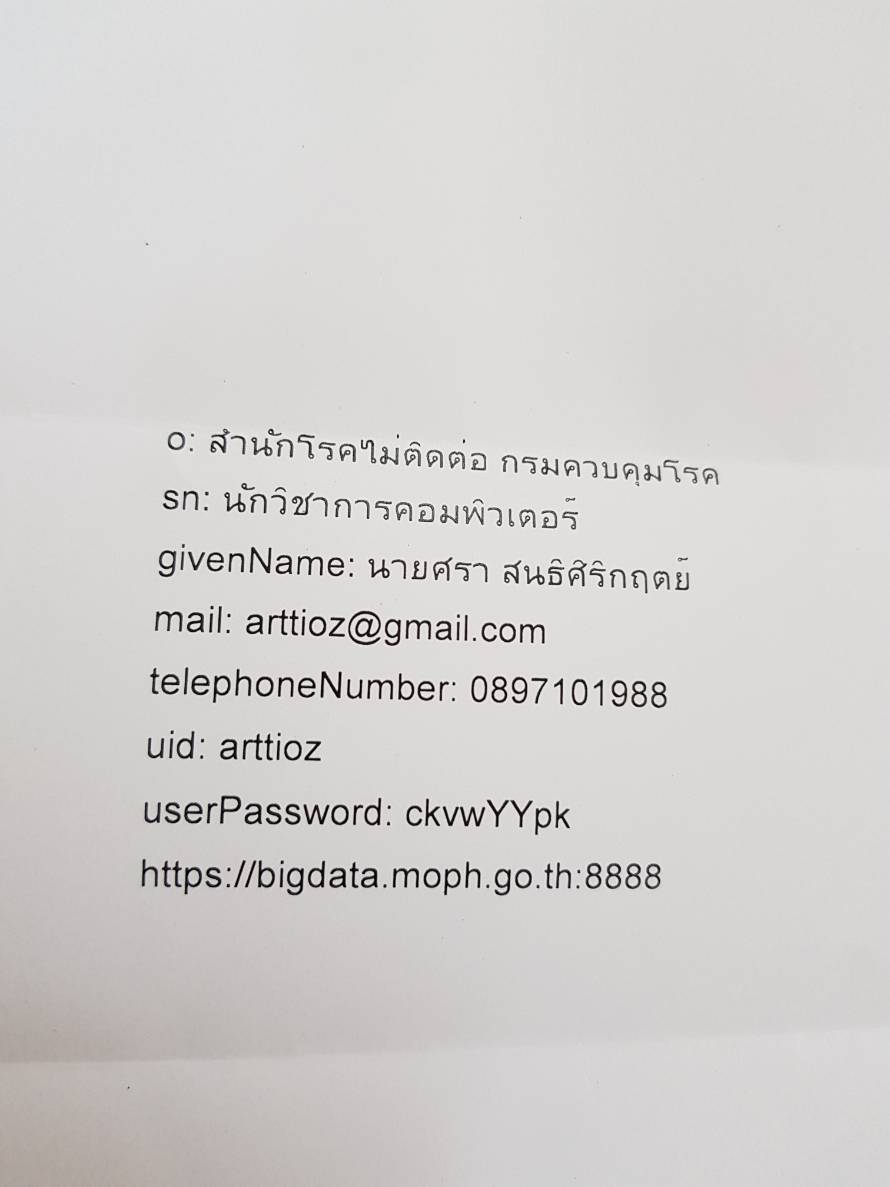 o: สำนักโรคไม่ติดต่อ กรมควบคุมโรค
sn: นักวิชาการคอมพิวเตอร์
givenName: นายศรา สนธิศิริกฤตย์
mail: arttioz@gmail.com
telephoneNumber: 0897101988
uid: arttioz
userPassword: ckvwYYpk
https://bigdata.moph.go.th:8888